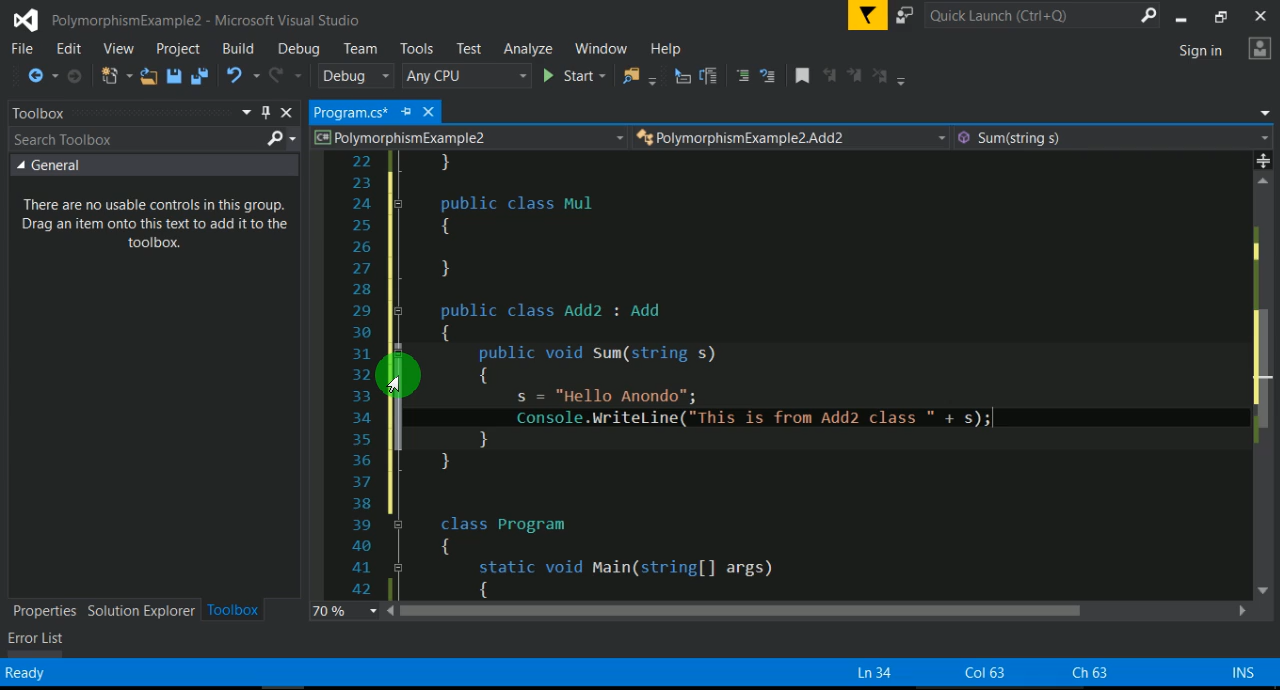 PolymorphismExample2 - Microsoft Visual Studio
Quick Launch (Ctrl+Q)
File Edit View Project Build Debug Team Tools Test Analyze Window Help
Sign in
Debug Any CPU Start
Toolbox
Program.cs*
Search Toolbox
PolymorphismExample2 PolymorphismExample2.Add2 Sum(string s)
General
There are no usable controls in this group.
Drag an item onto this text to add it to the
toolbox.
22 }
23
24 public class Mul
25 {
26
27 }
28
29 public class Add2 : Add
30 {
31 public void Sum(string s)
32 {
33 s = "Hello Anondo";
34 Console.WriteLine("This is from Add2 class " + s);
35 }
36 }
37
38
39 class Program
40 {
41 static void Main(string[] args)
42 {
Properties Solution Explorer Toolbox
70 %
Error List
Ready Ln 34 Col 63 Ch 63 INS